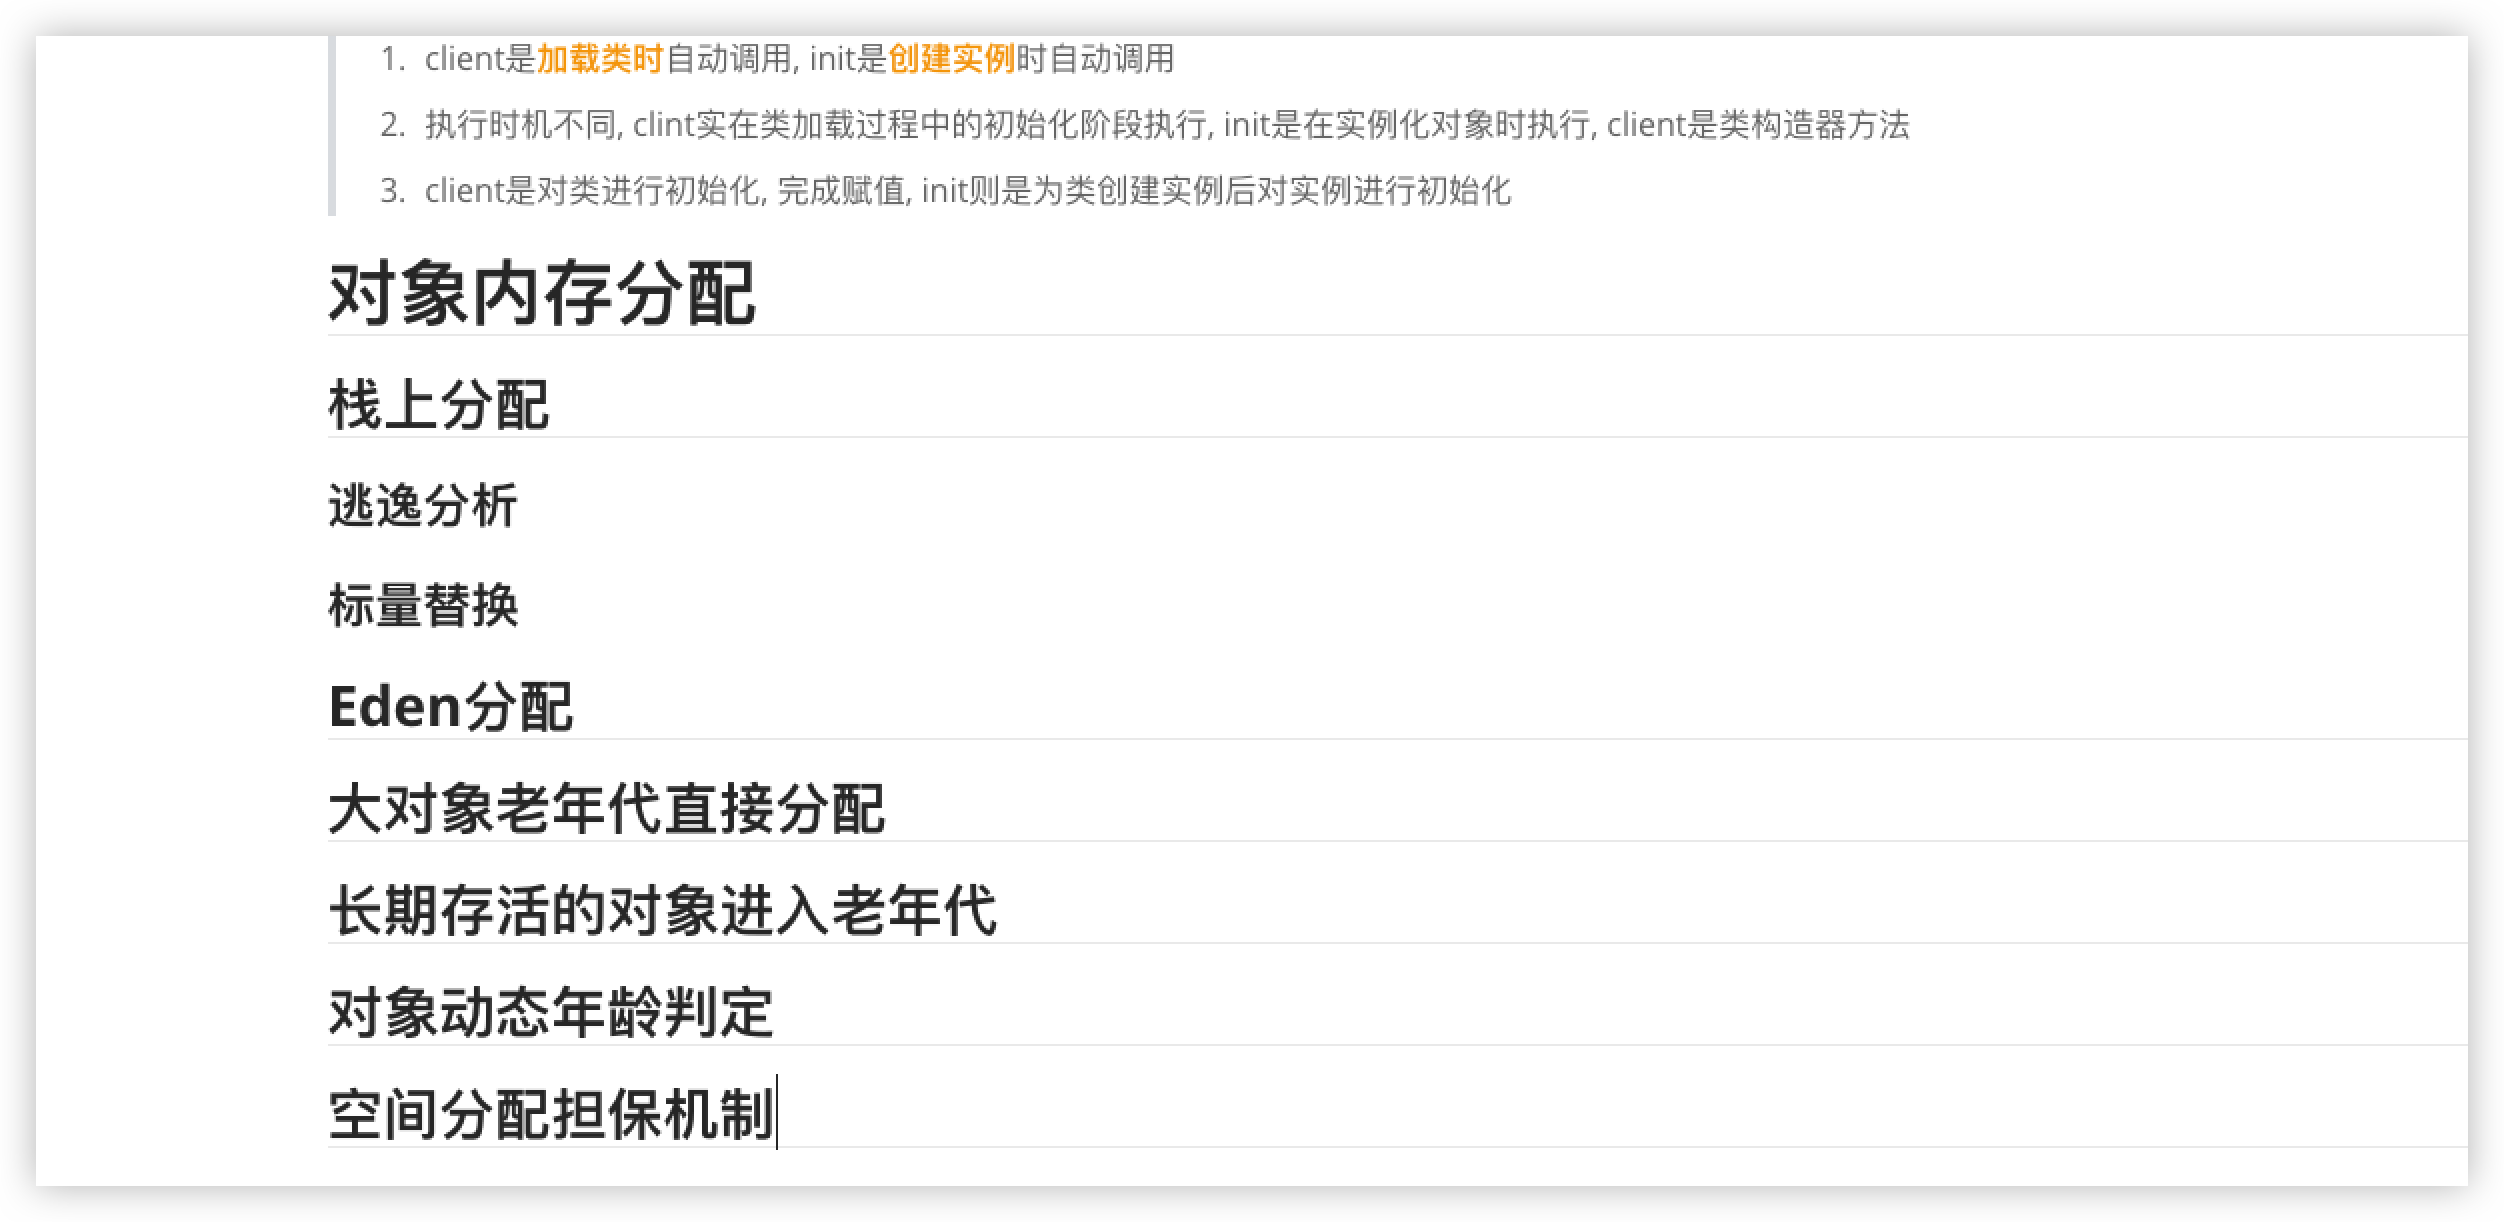 1. client是加载类时自动调用, init是创建实例时自动调用
2. 执行时机不同, clint实在类加载过程中的初始化阶段执行, init是在实例化对象时执行, client是类构造器方法
3. client是对类进行初始化, 完成赋值, init则是为类创建实例后对实例进行初始化
对象内存分配
栈上分配
逃逸分析
标量替换
Eden分配
大对象老年代直接分配
长期存活的对象进入老年代
对象动态年龄判定
空间分配担保机制